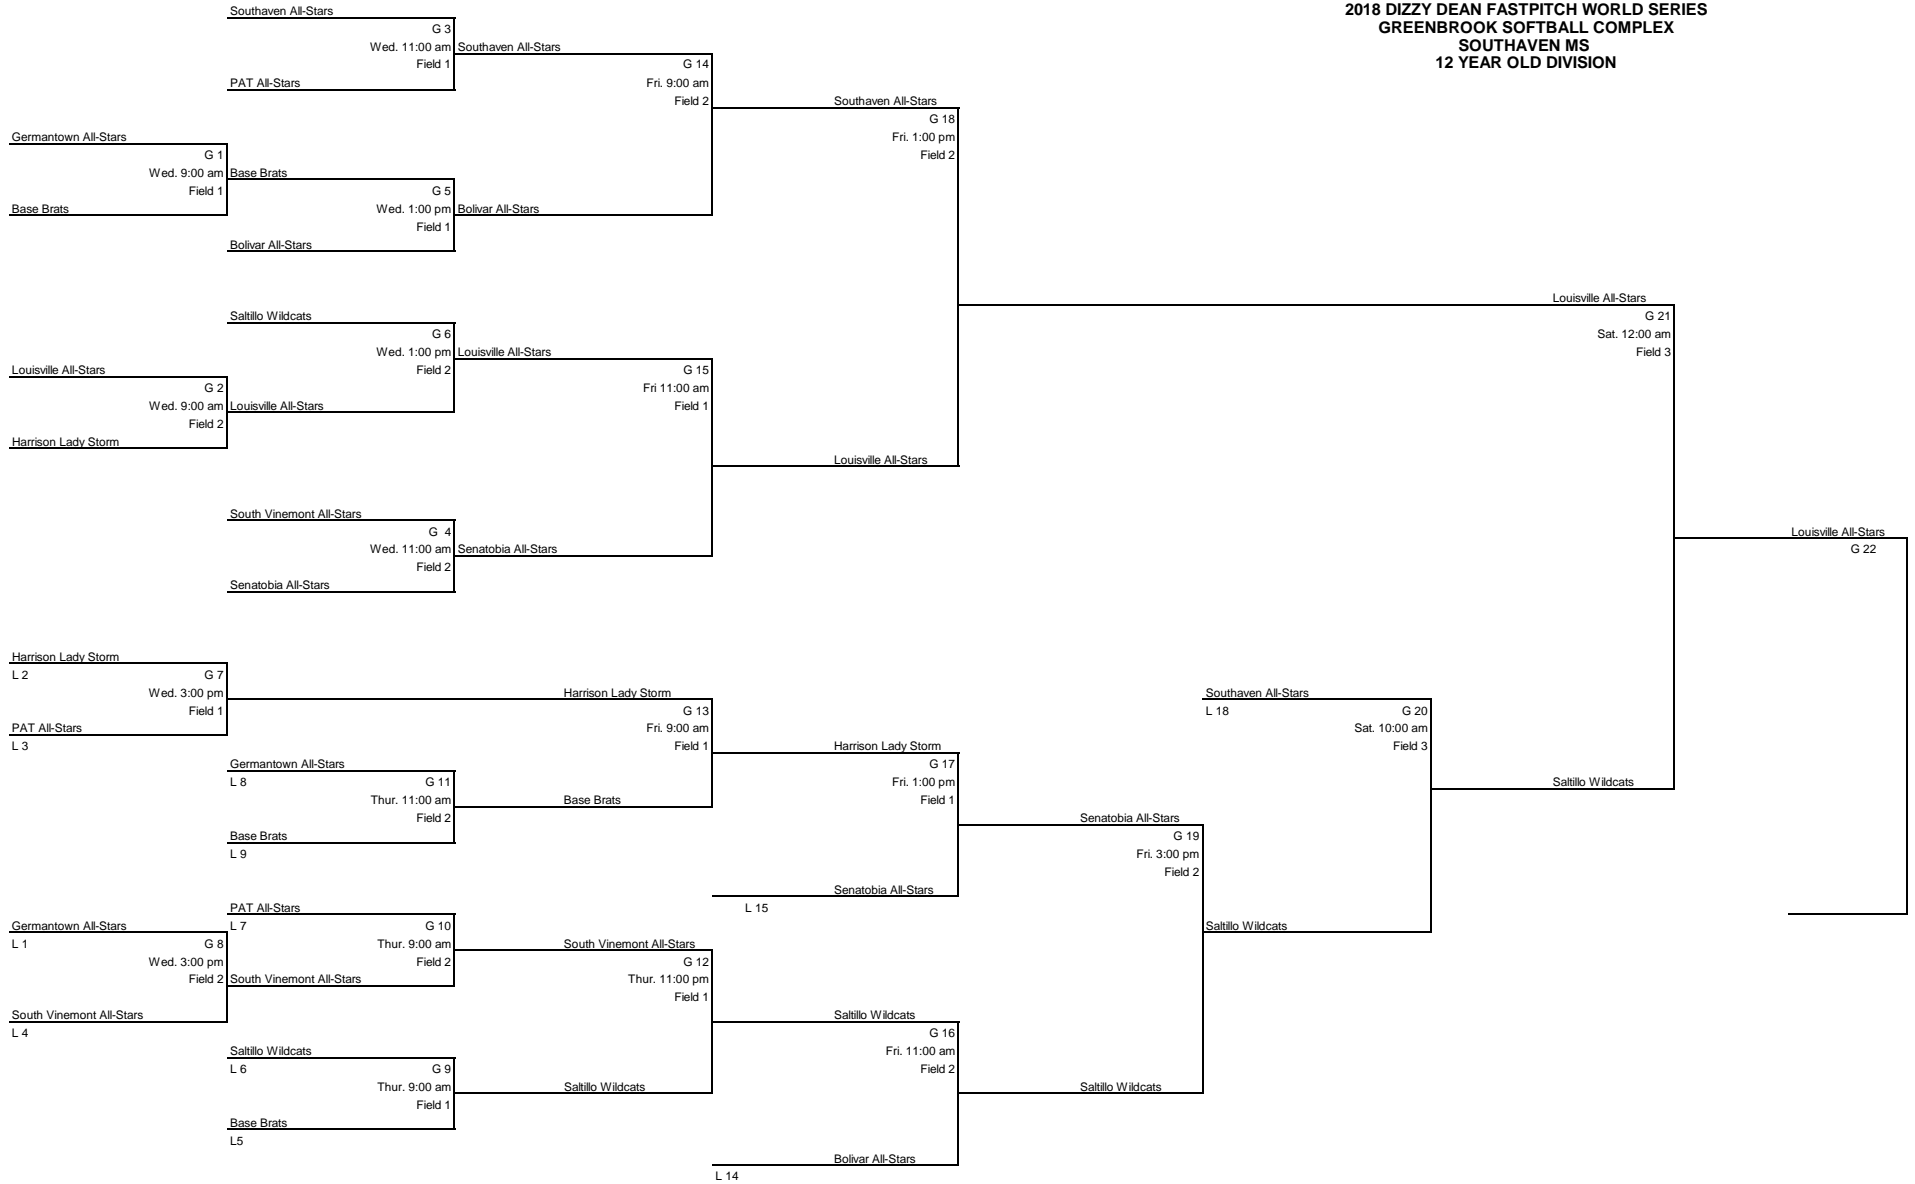 2018 DIZZY DEAN FASTPITCH WORLD SERIES
GREENBROOK SOFTBALL COMPLEX
SOUTHAVEN MS
12 YEAR OLD DIVISION
Southaven All-Stars
G 3
Wed. 11:00 am
Field 1
PAT All-Stars
Southaven All-Stars
G 14
Fri. 9:00 am
Field 2
Southaven All-Stars
G 18
Fri. 1:00 pm
Field 2
Germantown All-Stars
G 1
Wed. 9:00 am
Field 1
Base Brats
Base Brats
G 5
Wed. 1:00 pm
Field 1
Bolivar All-Stars
Bolivar All-Stars
Saltillo Wildcats
G 6
Wed. 1:00 pm
Field 2
Louisville All-Stars
G 15
Fri 11:00 am
Field 1
Louisville All-Stars
G 2
Wed. 9:00 am
Field 2
Harrison Lady Storm
Louisville All-Stars
Louisville All-Stars
Louisville All-Stars
G 21
Sat. 12:00 am
Field 3
South Vinemont All-Stars
G 4
Wed. 11:00 am
Field 2
Senatobia All-Stars
Senatobia All-Stars
Louisville All-Stars
G 22
Harrison Lady Storm
L 2
G 7
Wed. 3:00 pm
Field 1
PAT All-Stars
L 3
Harrison Lady Storm
G 13
Fri. 9:00 am
Field 1
Harrison Lady Storm
G 17
Fri. 1:00 pm
Field 1
Germantown All-Stars
L 8
G 11
Thur. 11:00 am
Field 2
Base Brats
L 9
Base Brats
Southaven All-Stars
L 18
G 20
Sat. 10:00 am
Field 3
Saltillo Wildcats
Senatobia All-Stars
G 19
Fri. 3:00 pm
Field 2
Senatobia All-Stars
L 15
Saltillo Wildcats
PAT All-Stars
L 7
G 10
Thur. 9:00 am
Field 2
Germantown All-Stars
L 1
G 8
Wed. 3:00 pm
Field 2
South Vinemont All-Stars
South Vinemont All-Stars
L 4
South Vinemont All-Stars
G 12
Thur. 11:00 pm
Field 1
Saltillo Wildcats
G 16
Fri. 11:00 am
Field 2
Saltillo Wildcats
L 6
G 9
Thur. 9:00 am
Field 1
Base Brats
L5
Saltillo Wildcats
Saltillo Wildcats
Bolivar All-Stars
L 14